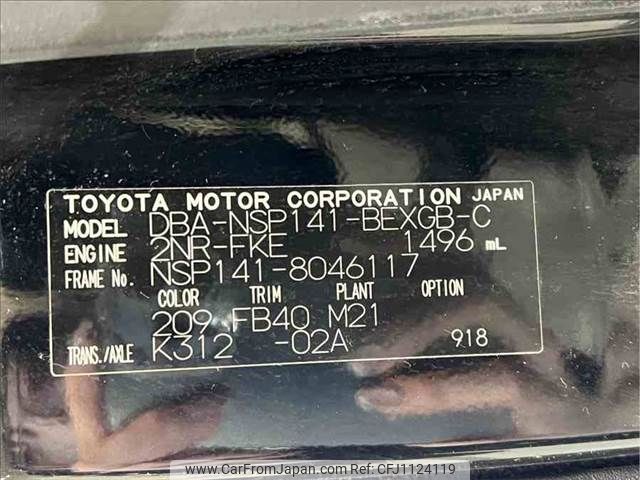 TOYOTA MOTOR CORPORATION JAPAN
MODEL DBA-NSP141-BEXGB-C
ENGINE 2NR-FKE 1496 mL
FRAME No. NSP141-8046117
COLOR TRIM PLANT OPTION
209 FB40 M21
TRANS./AXLE K312 -02A 918
www.CarFromJapan.com Ref: CFJ1124119